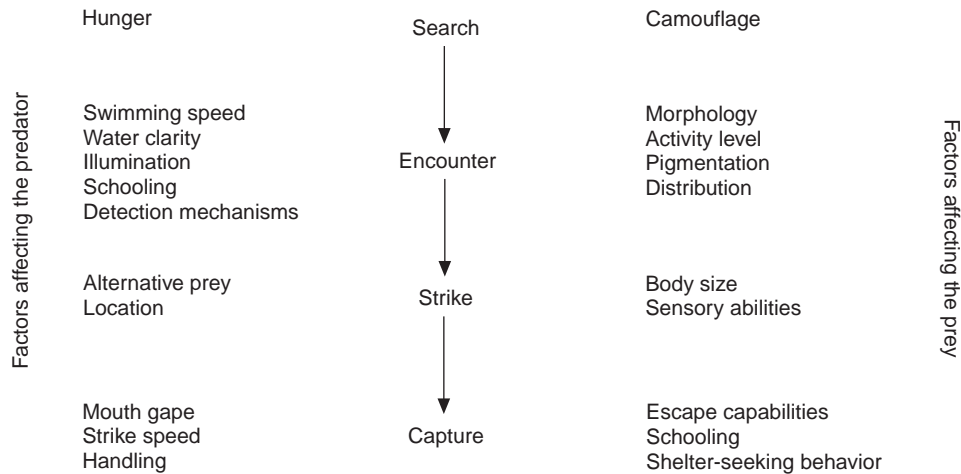 Hunger
Search
Camouflage
Factors affecting the predator
Swimming speed
Water clarity
Illumination
Schooling
Detection mechanisms
Encounter
Morphology
Activity level
Pigmentation
Distribution
Factors affecting the prey
Alternative prey
Location
Strike
Body size
Sensory abilities
Mouth gape
Strike speed
Handling
Capture
Escape capabilities
Schooling
Shelter-seeking behavior